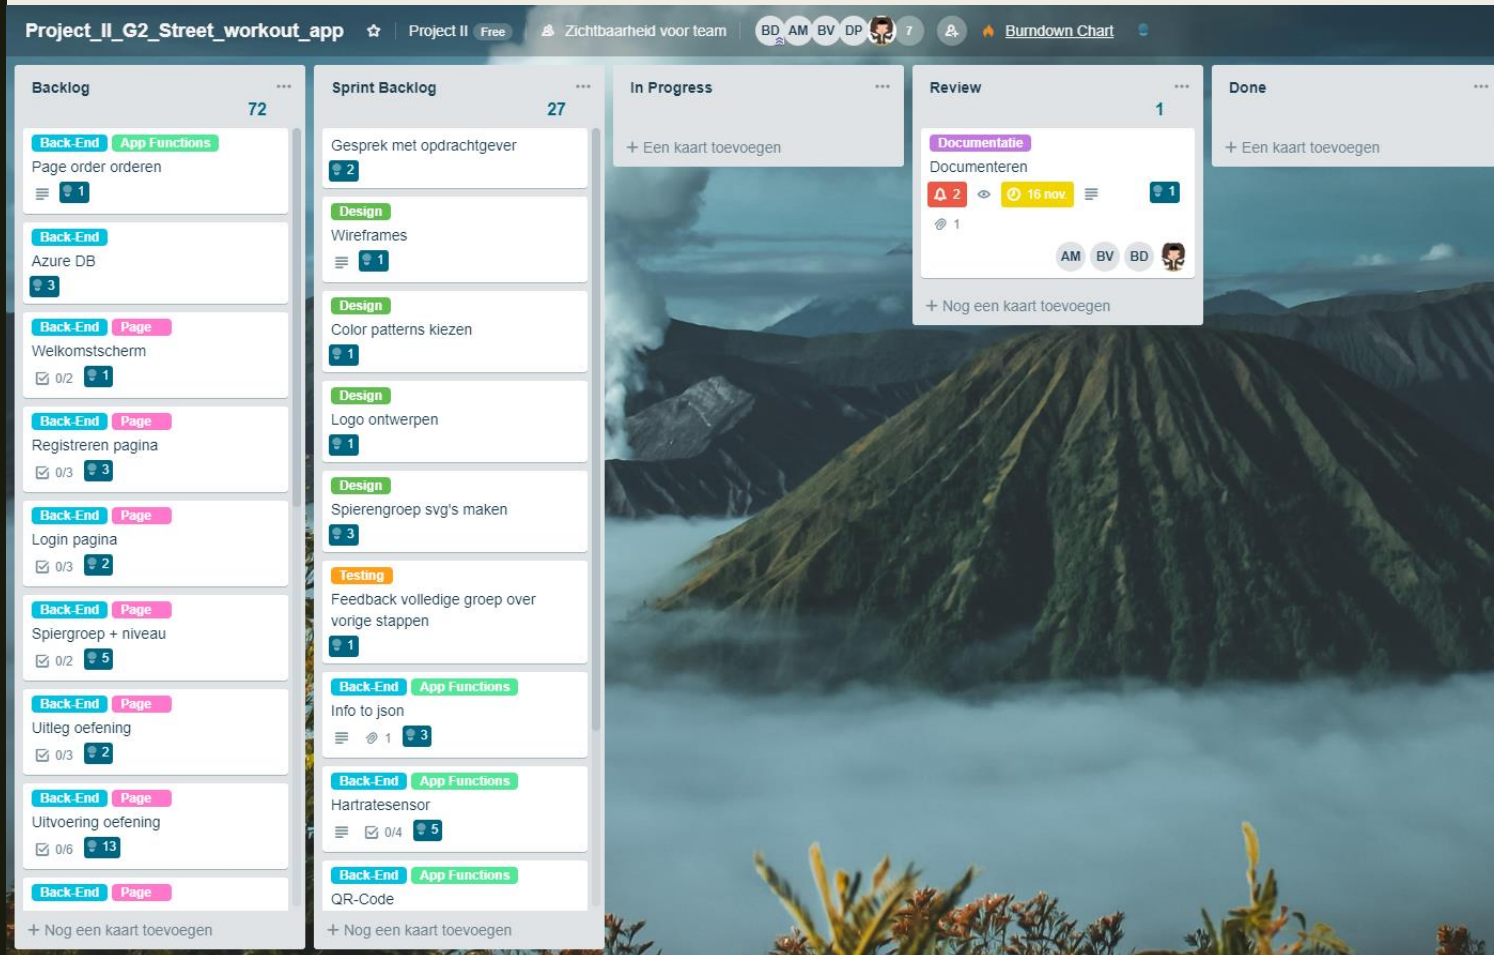 Project_II_G2_Street_workout_app
Project II Free
Zichtbaarheid voor team
BD AM BV DP 7
Burndown Chart
Backlog
72
Back-End App Functions
Page order orderen
1
Back-End
Azure DB
3
Back-End Page
Welkomstscherm
0/2 1
Back-End Page
Registreren pagina
0/3 3
Back-End Page
Login pagina
0/3 2
Back-End Page
Spiergroep + niveau
0/2 5
Back-End Page
Uitleg oefening
0/3 2
Back-End Page
Uitvoering oefening
0/6 13
Back-End Page
+ Nog een kaart toevoegen
Sprint Backlog
27
Gesprek met opdrachtgever
2
Design
Wireframes
1
Design
Color patterns kiezen
1
Design
Logo ontwerpen
1
Design
Spierengroep svg's maken
3
Testing
Feedback volledige groep over
vorige stappen
1
Back-End App Functions
Info to json
1 3
Back-End App Functions
Hartratesensor
0/4 5
Back-End App Functions
QR-Code
+ Nog een kaart toevoegen
In Progress
+ Een kaart toevoegen
Review
1
Documentatie
Documenteren
2 16 nov. 1
1
AM BV BD
+ Nog een kaart toevoegen
Done
+ Een kaart toevoegen